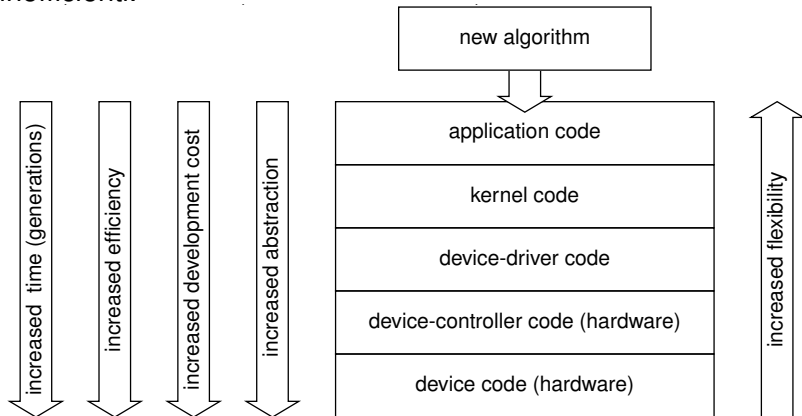 new algorithm
application code
kernel code
device-driver code
device-controller code (hardware)
device code (hardware)
increased time (generations)
increased efficiency
increased development cost
increased abstraction
increased flexibility